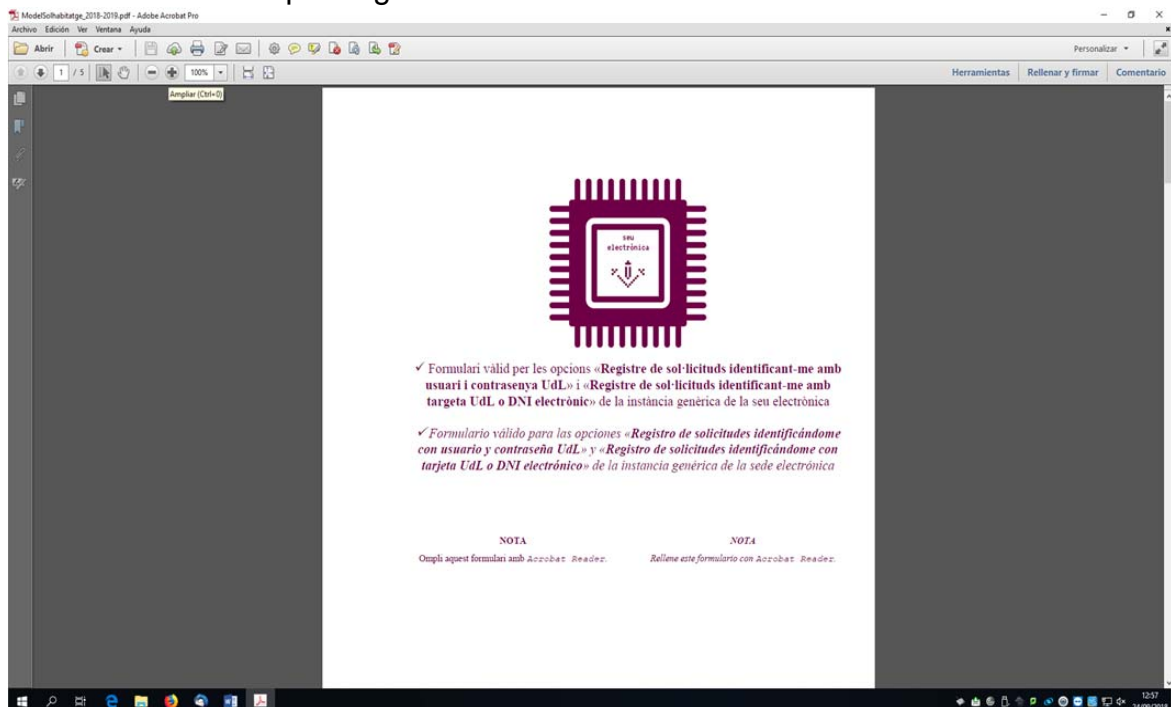 ModelSolhabitatge_2018-2019.pdf - Adobe Acrobat Pro
Archivo Edición Ver Ventana Ayuda
Abrir Crear Personalizar
1 / 5 100% Herramientas Rellenar y firmar Comentario
Ampliar (Ctrl+0)
seu
electrònica
✓ Formulari vàlid per les opcions «Registre de sol·licituds identificant-me amb
usuari i contrasenya UdL» i «Registre de sol·licituds identificant-me amb
targeta UdL o DNI electrònic» de la instància genèrica de la seu electrònica
✓ Formulario válido para las opciones «Registro de solicitudes identificándome
con usuario y contraseña UdL» y «Registro de solicitudes identificándome con
tarjeta UdL o DNI electrónico» de la instancia genérica de la sede electrónica
NOTA NOTA
Ompli aquest formulari amb Acrobat Reader. Rellene este formulario con Acrobat Reader.
12:57
24/09/2018